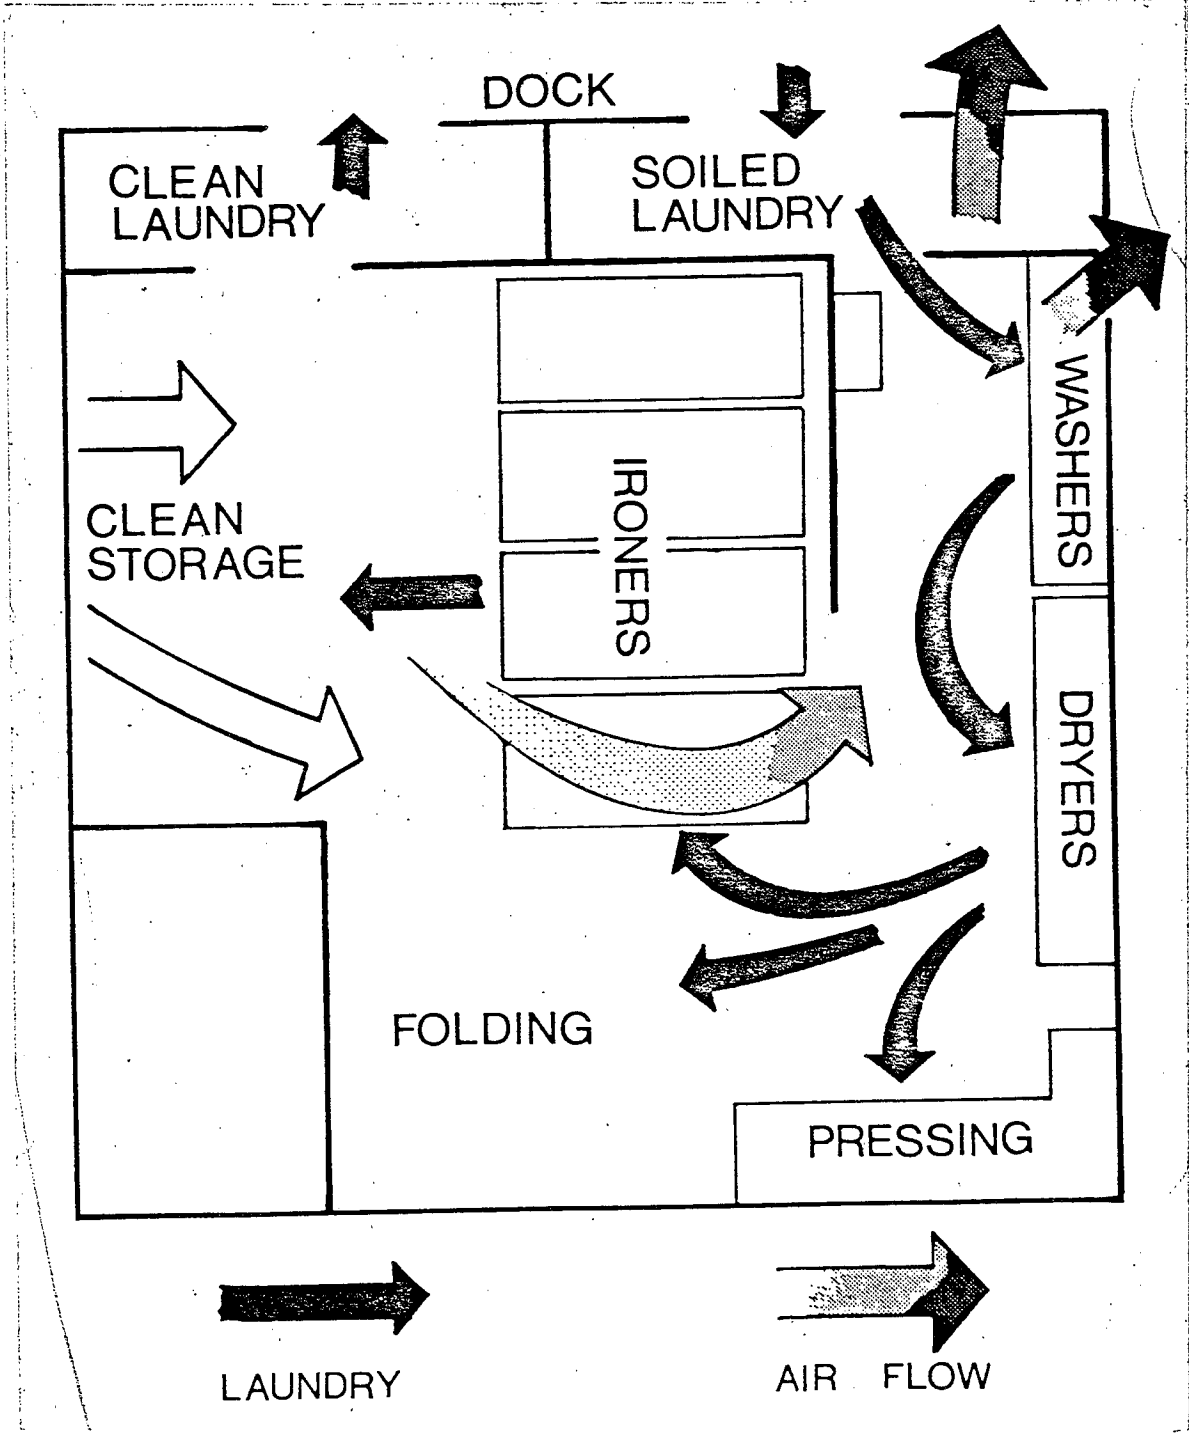 DOCK
CLEAN
LAUNDRY
SOILED
LAUNDRY
WASHERS
IRONERS
CLEAN
STORAGE
DRYERS
FOLDING
PRESSING
LAUNDRY
AIR FLOW